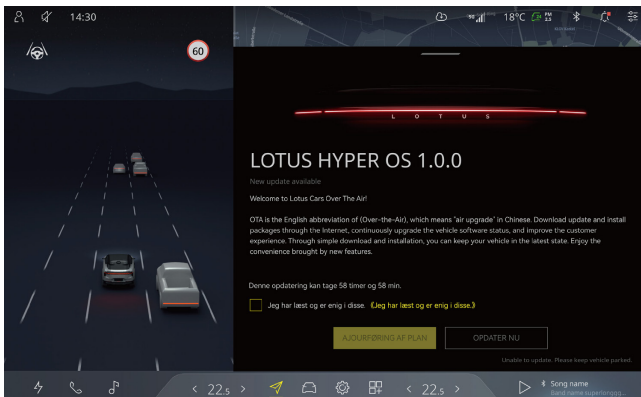 14:30
5G
18°C
PM
2.5
60
L O T U S
LOTUS HYPER OS 1.0.0
New update available
Welcome to Lotus Cars Over The Air!
OTA is the English abbreviation of (Over-the-Air), which means "air upgrade" in Chinese. Download update and install
packages through the Internet, continuously upgrade the vehicle software status, and improve the customer
experience. Through simple download and installation, you can keep your vehicle in the latest state. Enjoy the
convenience brought by new features.
Denne opdatering kan tage 58 timer og 58 min.
Jeg har læst og er enig i disse.《Jeg har læst og er enig i disse.》
AJOURFØRING AF PLAN
OPDATER NU
Unable to update. Please keep vehicle parked.
< 22.5 >
< 22.5 >
Song name
Band name